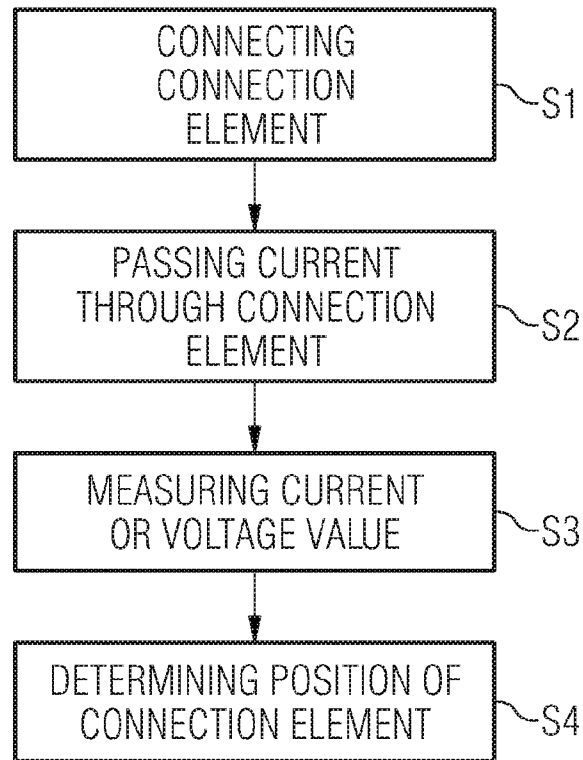 CONNECTING
CONNECTION
ELEMENT
S1
PASSING CURRENT
THROUGH CONNECTION
ELEMENT
S2
MEASURING CURRENT
OR VOLTAGE VALUE
S3
DETERMINING POSITION OF
CONNECTION ELEMENT
S4